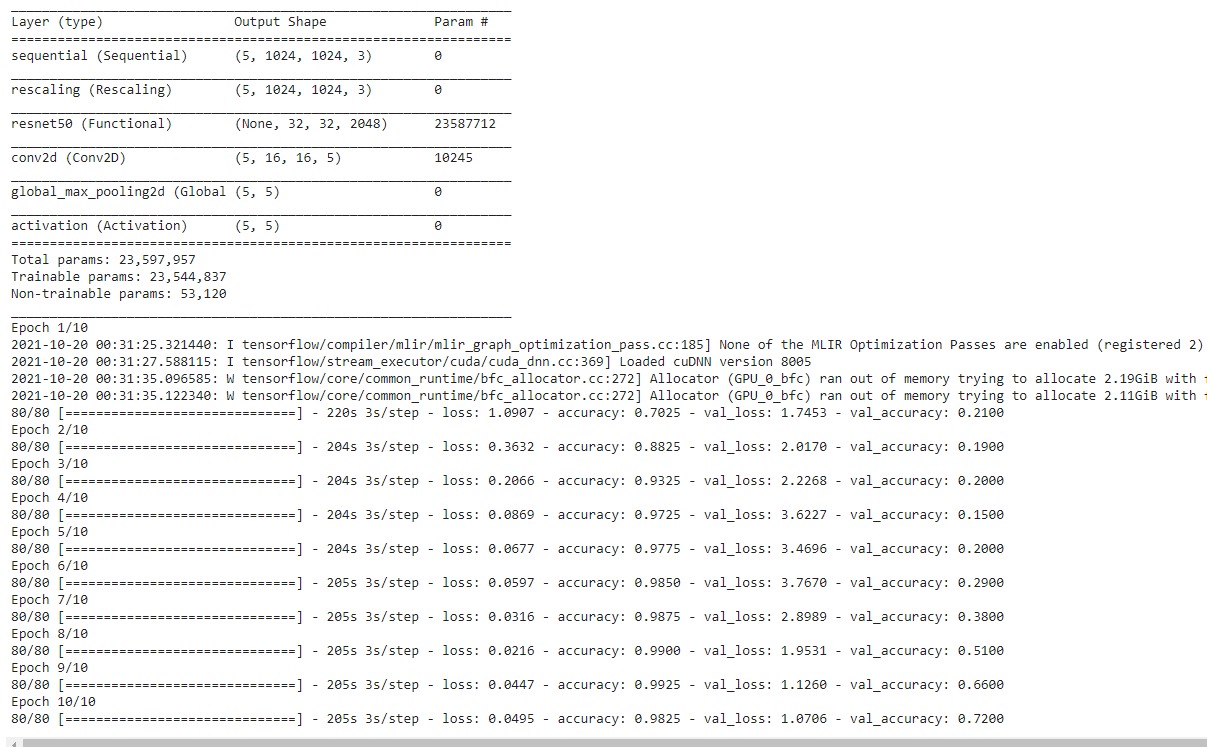 _________________________________________________________________
Layer (type)                 Output Shape              Param #
=================================================================
sequential (Sequential)      (5, 1024, 1024, 3)        0
_________________________________________________________________
rescaling (Rescaling)        (5, 1024, 1024, 3)        0
_________________________________________________________________
resnet50 (Functional)        (None, 32, 32, 2048)      23587712
_________________________________________________________________
conv2d (Conv2D)              (5, 16, 16, 5)            10245
_________________________________________________________________
global_max_pooling2d (Global (5, 5)                    0
_________________________________________________________________
activation (Activation)      (5, 5)                    0
=================================================================
Total params: 23,597,957
Trainable params: 23,544,837
Non-trainable params: 53,120
_________________________________________________________________
Epoch 1/10
2021-10-20 00:31:25.321440: I tensorflow/compiler/mlir/mlir_graph_optimization_pass.cc:185] None of the MLIR Optimization Passes are enabled (registered 2)
2021-10-20 00:31:27.588115: I tensorflow/stream_executor/cuda/cuda_dnn.cc:369] Loaded cuDNN version 8005
2021-10-20 00:31:35.096585: W tensorflow/core/common_runtime/bfc_allocator.cc:272] Allocator (GPU_0_bfc) ran out of memory trying to allocate 2.19GiB with
2021-10-20 00:31:35.122340: W tensorflow/core/common_runtime/bfc_allocator.cc:272] Allocator (GPU_0_bfc) ran out of memory trying to allocate 2.11GiB with
80/80 [==============================] - 220s 3s/step - loss: 1.0907 - accuracy: 0.7025 - val_loss: 1.7453 - val_accuracy: 0.2100
Epoch 2/10
80/80 [==============================] - 204s 3s/step - loss: 0.3632 - accuracy: 0.8825 - val_loss: 2.0170 - val_accuracy: 0.1900
Epoch 3/10
80/80 [==============================] - 204s 3s/step - loss: 0.2066 - accuracy: 0.9325 - val_loss: 2.2268 - val_accuracy: 0.2000
Epoch 4/10
80/80 [==============================] - 204s 3s/step - loss: 0.0869 - accuracy: 0.9725 - val_loss: 3.6227 - val_accuracy: 0.1500
Epoch 5/10
80/80 [==============================] - 204s 3s/step - loss: 0.0677 - accuracy: 0.9775 - val_loss: 3.4696 - val_accuracy: 0.2000
Epoch 6/10
80/80 [==============================] - 205s 3s/step - loss: 0.0597 - accuracy: 0.9850 - val_loss: 3.7670 - val_accuracy: 0.2900
Epoch 7/10
80/80 [==============================] - 205s 3s/step - loss: 0.0316 - accuracy: 0.9875 - val_loss: 2.8989 - val_accuracy: 0.3800
Epoch 8/10
80/80 [==============================] - 205s 3s/step - loss: 0.0216 - accuracy: 0.9900 - val_loss: 1.9531 - val_accuracy: 0.5100
Epoch 9/10
80/80 [==============================] - 205s 3s/step - loss: 0.0447 - accuracy: 0.9925 - val_loss: 1.1260 - val_accuracy: 0.6600
Epoch 10/10
80/80 [==============================] - 205s 3s/step - loss: 0.0495 - accuracy: 0.9825 - val_loss: 1.0706 - val_accuracy: 0.7200